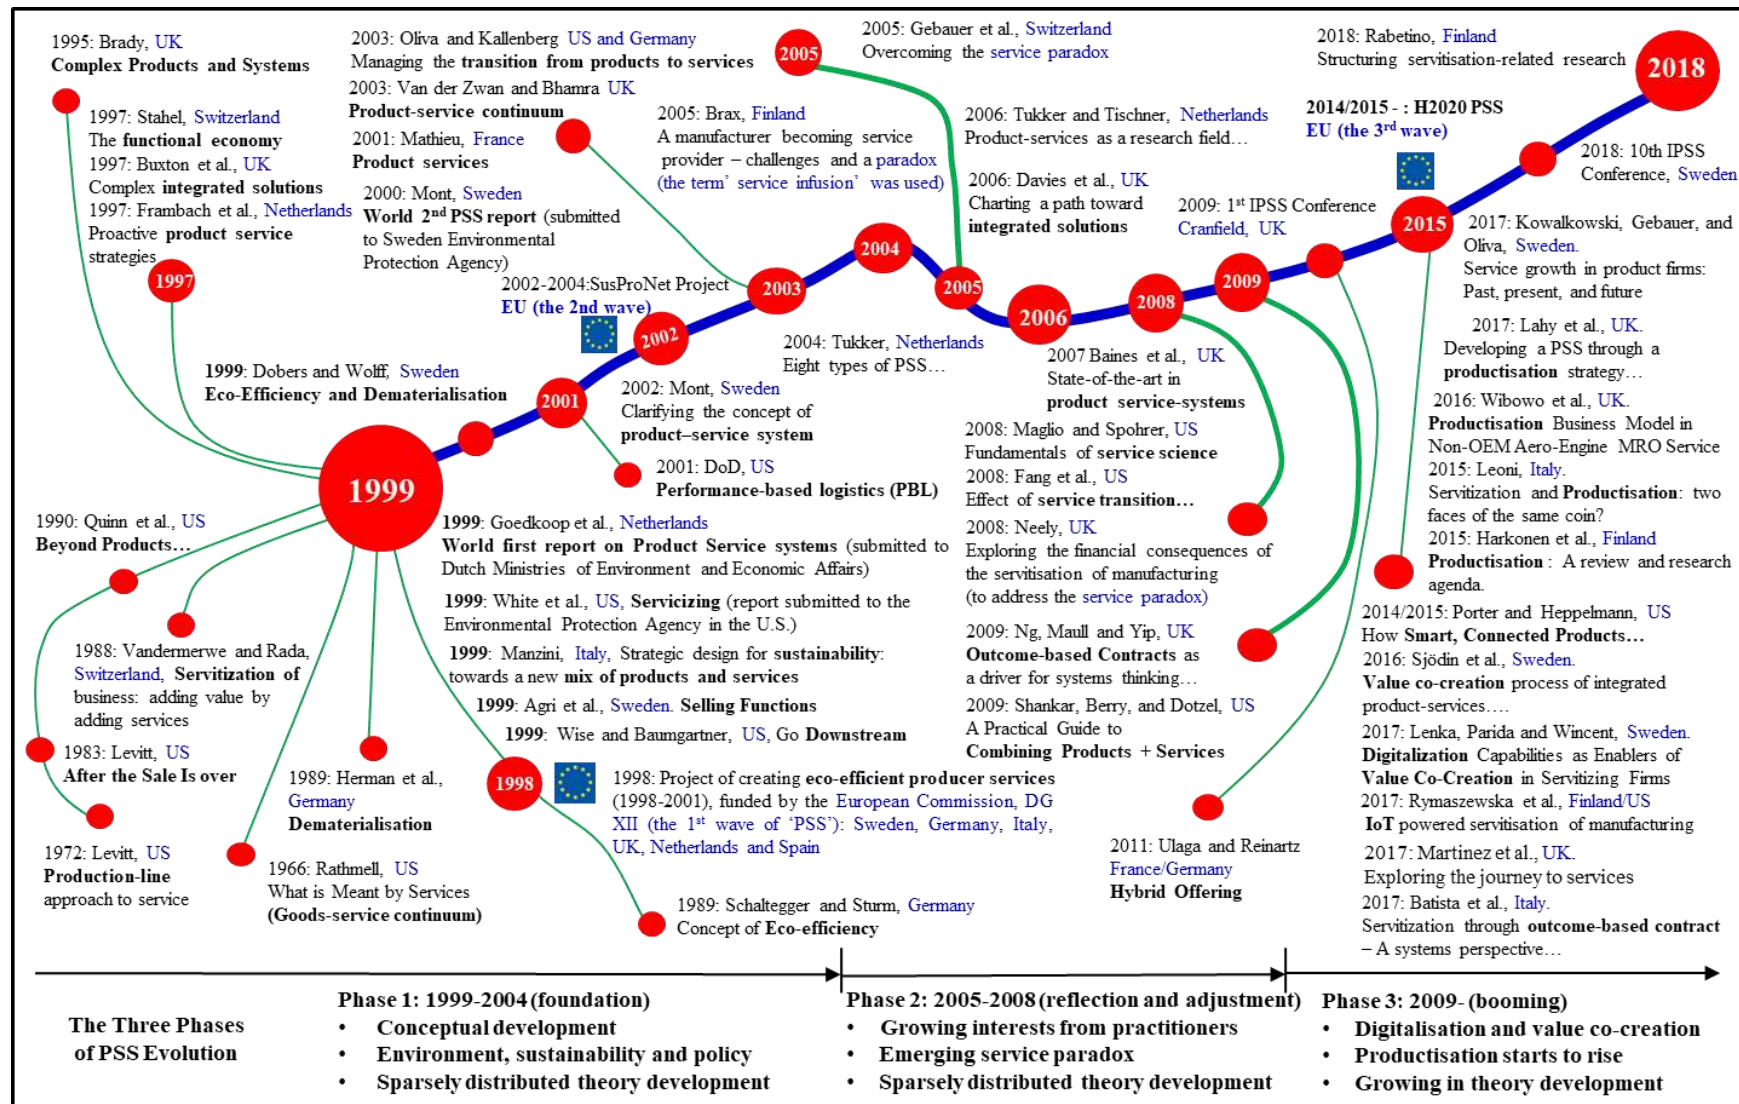 1995: Brady, UK
Complex Products and Systems
1997: Stahel, Switzerland
The functional economy
1997: Buxton et al., UK
Complex integrated solutions
1997: Frambach et al., Netherlands
Proactive product service
strategies
1997
2003: Oliva and Kallenberg US and Germany
Managing the transition from products to services
2003: Van der Zwan and Bhamra UK
Product-service continuum
2001: Mathieu, France
Product services
2000: Mont, Sweden
World 2nd PSS report (submitted
to Sweden Environmental
Protection Agency)
2002-2004:SusProNet Project
EU (the 2nd wave)
2005
2005: Gebauer et al., Switzerland
Overcoming the service paradox
2005: Brax, Finland
A manufacturer becoming service
provider – challenges and a paradox
(the term' service infusion' was used)
2006: Tukker and Tischner, Netherlands
Product-services as a research field…
2006: Davies et al., UK
Charting a path toward
integrated solutions
2009: 1st IPSS Conference
Cranfield, UK
2018: Rabetino, Finland
Structuring servitisation-related research
2018
2014/2015 - : H2020 PSS
EU (the 3rd wave)
2018: 10th IPSS
Conference, Sweden
2015
2017: Kowalkowski, Gebauer, and
Oliva, Sweden.
Service growth in product firms:
Past, present, and future
2017: Lahy et al., UK.
Developing a PSS through a
productisation strategy…
2016: Wibowo et al., UK.
Productisation Business Model in
Non-OEM Aero-Engine MRO Service
2015: Leoni, Italy.
Servitization and Productisation: two
faces of the same coin?
2015: Harkonen et al., Finland
Productisation : A review and research
agenda.
2014/2015: Porter and Heppelmann, US
How Smart, Connected Products…
2016: Sjödin et al., Sweden.
Value co-creation process of integrated
product-services….
2017: Lenka, Parida and Wincent, Sweden.
Digitalization Capabilities as Enablers of
Value Co-Creation in Servitizing Firms
2017: Rymaszewska et al., Finland/US
IoT powered servitisation of manufacturing
2017: Martinez et al., UK.
Exploring the journey to services
2017: Batista et al., Italy.
Servitization through outcome-based contract
– A systems perspective…
2004
2003
2005
2006
2008
2009
2002
2001
1999
1999: Dobers and Wolff, Sweden
Eco-Efficiency and Dematerialisation
2004: Tukker, Netherlands
Eight types of PSS…
2002: Mont, Sweden
Clarifying the concept of
product–service system
2001: DoD, US
Performance-based logistics (PBL)
2007 Baines et al., UK
State-of-the-art in
product service-systems
2008: Maglio and Spohrer, US
Fundamentals of service science
2008: Fang et al., US
Effect of service transition…
2008: Neely, UK
Exploring the financial consequences of
the servitisation of manufacturing
(to address the service paradox)
2009: Ng, Maull and Yip, UK
Outcome-based Contracts as
a driver for systems thinking…
2009: Shankar, Berry, and Dotzel, US
A Practical Guide to
Combining Products + Services
2011: Ulaga and Reinartz
France/Germany
Hybrid Offering
1990: Quinn et al., US
Beyond Products…
1988: Vandermerwe and Rada,
Switzerland, Servitization of
business: adding value by
adding services
1983: Levitt, US
After the Sale Is over
1972: Levitt, US
Production-line
approach to service
1989: Herman et al.,
Germany
Dematerialisation
1966: Rathmell, US
What is Meant by Services
(Goods-service continuum)
1999: Goedkoop et al., Netherlands
World first report on Product Service systems (submitted to
Dutch Ministries of Environment and Economic Affairs)
1999: White et al., US, Servicizing (report submitted to the
Environmental Protection Agency in the U.S.)
1999: Manzini, Italy, Strategic design for sustainability:
towards a new mix of products and services
1999: Agri et al., Sweden. Selling Functions
1999: Wise and Baumgartner, US, Go Downstream
1998
1998: Project of creating eco-efficient producer services
(1998-2001), funded by the European Commission, DG
XII (the 1st wave of 'PSS'): Sweden, Germany, Italy,
UK, Netherlands and Spain
1989: Schaltegger and Sturm, Germany
Concept of Eco-efficiency
The Three Phases
of PSS Evolution
Phase 1: 1999-2004 (foundation)
• Conceptual development
• Environment, sustainability and policy
• Sparsely distributed theory development
Phase 2: 2005-2008 (reflection and adjustment)
• Growing interests from practitioners
• Emerging service paradox
• Sparsely distributed theory development
Phase 3: 2009- (booming)
• Digitalisation and value co-creation
• Productisation starts to rise
• Growing in theory development